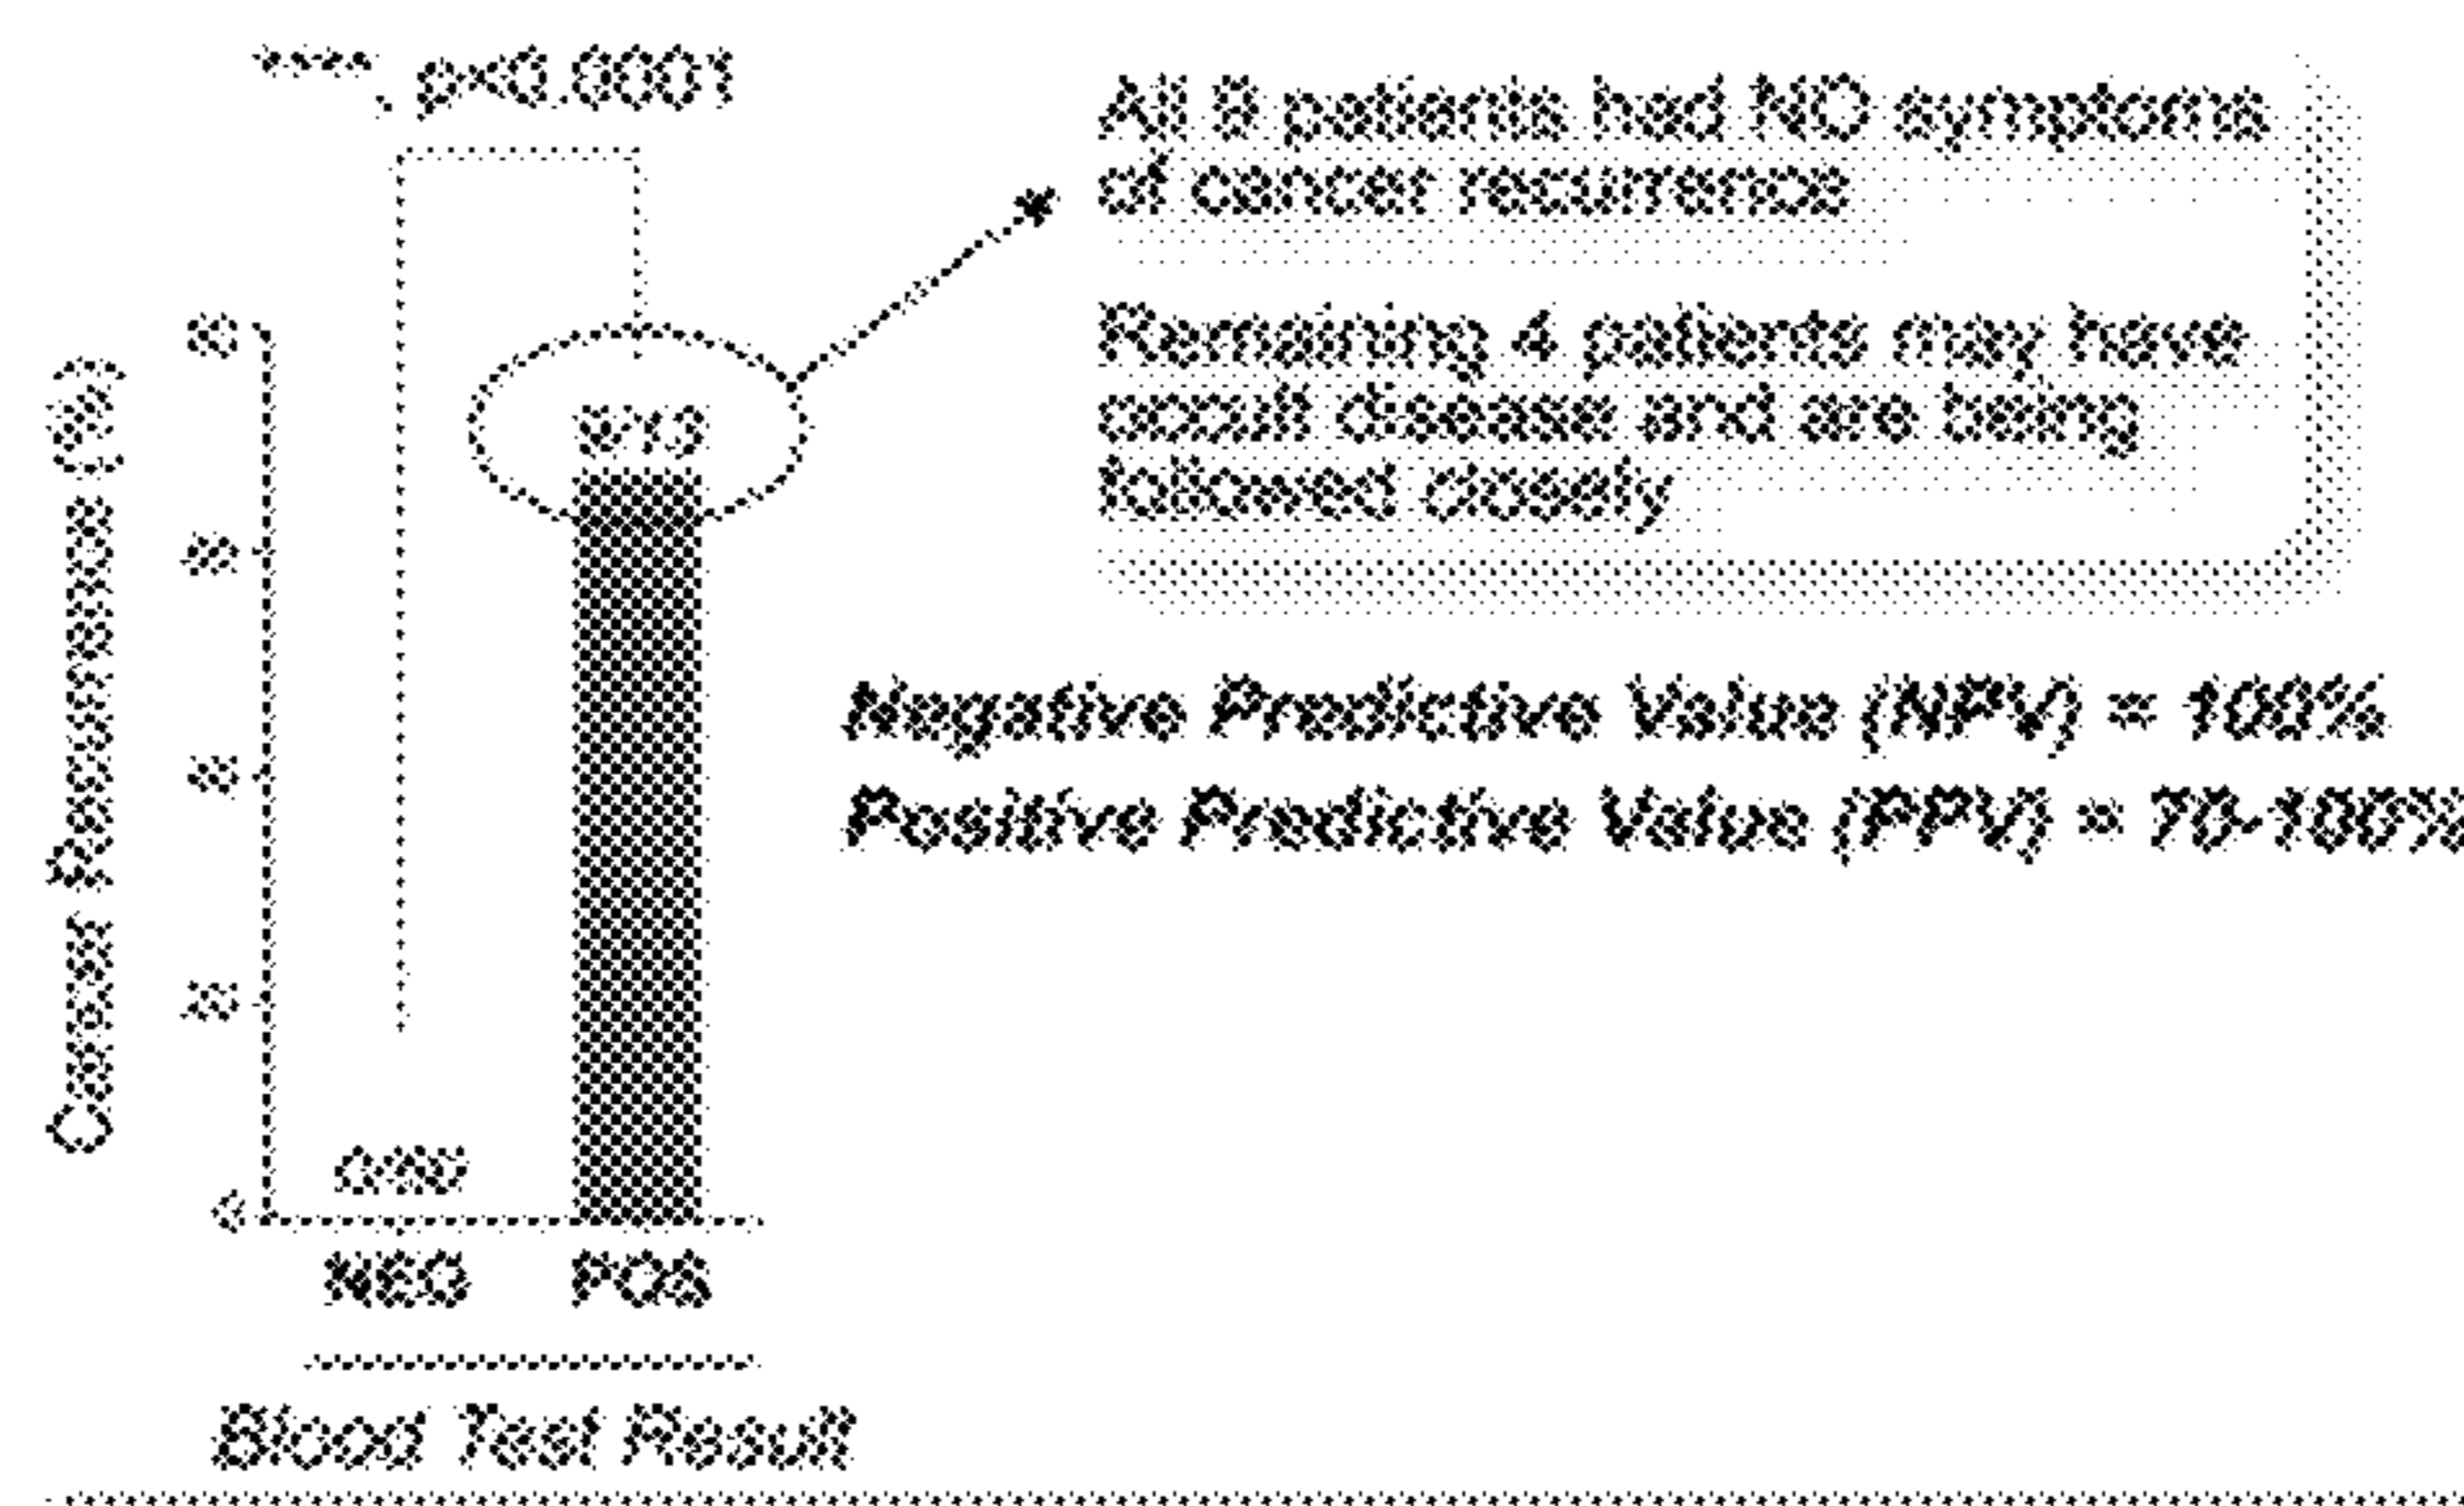 ****, p<0.0001
All 8 patients had NO symptoms
of cancer recurrence
Remaining 4 patients may have
occult disease and are being
followed closely
Cancer Recurrence (%)
Negative Predictive Value (NPV) = 100%
Positive Predictive Value (PPV) = 70-100%
NEG POS
Blood Test Result